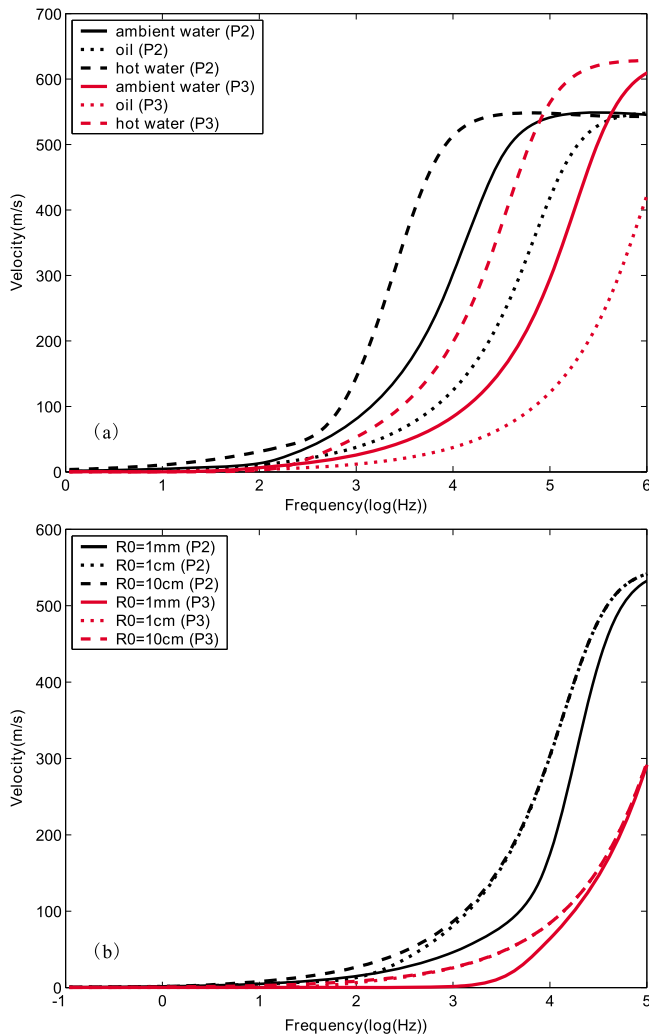 700
600
500
400
300
200
100
0
Velocity(m/s)
ambient water (P2)
oil (P2)
hot water (P2)
ambient water (P3)
oil (P3)
hot water (P3)
(a)
0 1 2 3 4 5 6
Frequency(log(Hz))
600
500
400
300
200
100
0
Velocity(m/s)
R0=1mm (P2)
R0=1cm (P2)
R0=10cm (P2)
R0=1mm (P3)
R0=1cm (P3)
R0=10cm (P3)
(b)
-1 0 1 2 3 4 5
Frequency(log(Hz))